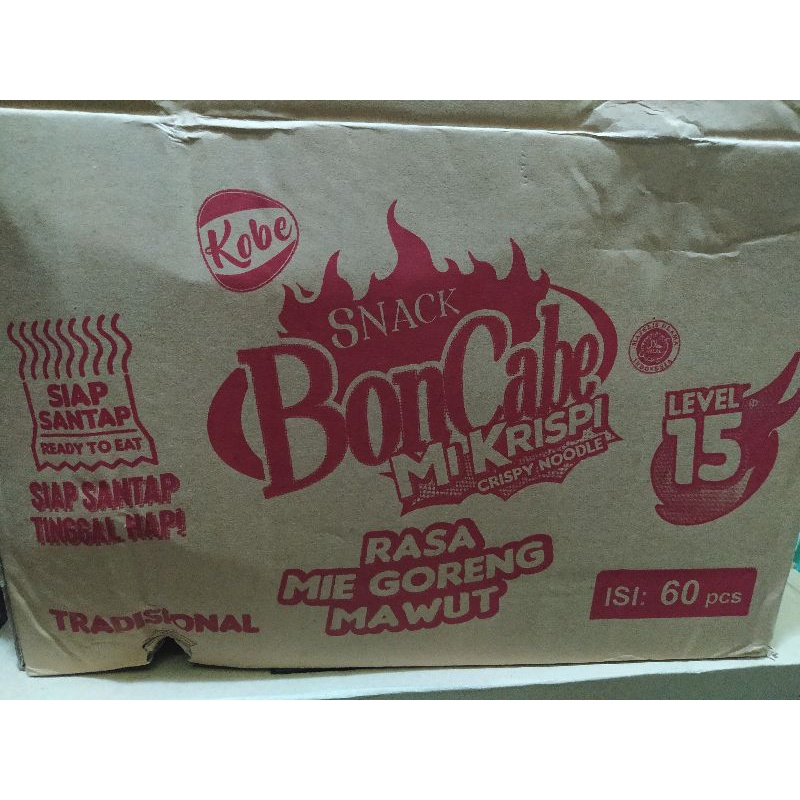 Kobe
SNACK
BonCabe
MI KRISPI
CRISPY NOODLE
SIAP
SANTAP
READY TO EAT
SIAP SANTAP
TINGGAL HAP!
LEVEL
15
RASA
MIE GORENG
MAWUT
TRADISIONAL
ISI: 60 pcs